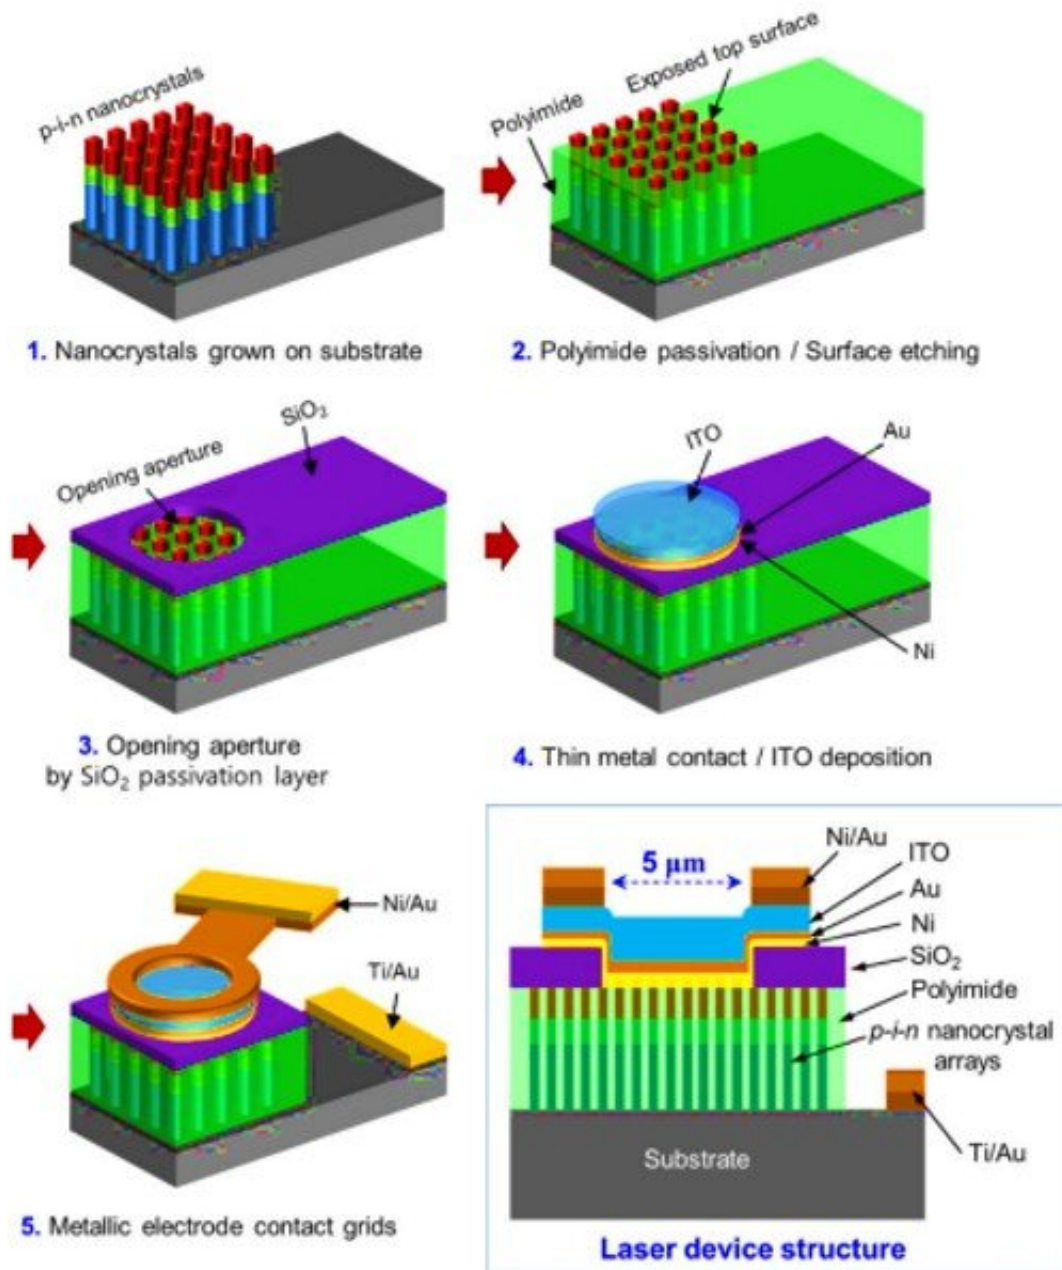 p-i-n nanocrystals
Polyimide
Exposed top surface
1. Nanocrystals grown on substrate
2. Polyimide passivation / Surface etching
Opening aperture
SiO₂
ITO
Au
Ni
3. Opening aperture
by SiO₂ passivation layer
4. Thin metal contact / ITO deposition
Ni/Au
Ti/Au
5. Metallic electrode contact grids
5 μm
Ni/Au
ITO
Au
Ni
SiO₂
Polyimide
p-i-n nanocrystal
arrays
Ti/Au
Substrate
Laser device structure